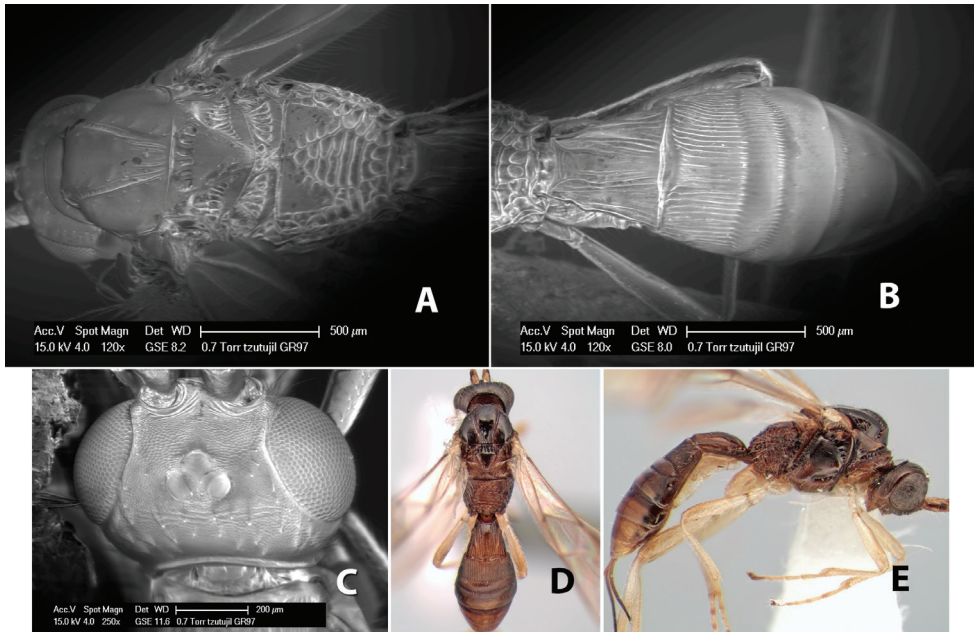 A
Acc.V Spot Magn Det WD 500 µm
15.0 kV 4.0 120x GSE 8.2 0.7 Torr tzutujil GR97
B
Acc.V Spot Magn Det WD 500 µm
15.0 kV 4.0 120x GSE 8.0 0.7 Torr tzutujil GR97
C
Acc.V Spot Magn Det WD 200 µm
15.0 kV 4.0 250x GSE 11.6 0.7 Torr tzutujil GR97
D
E